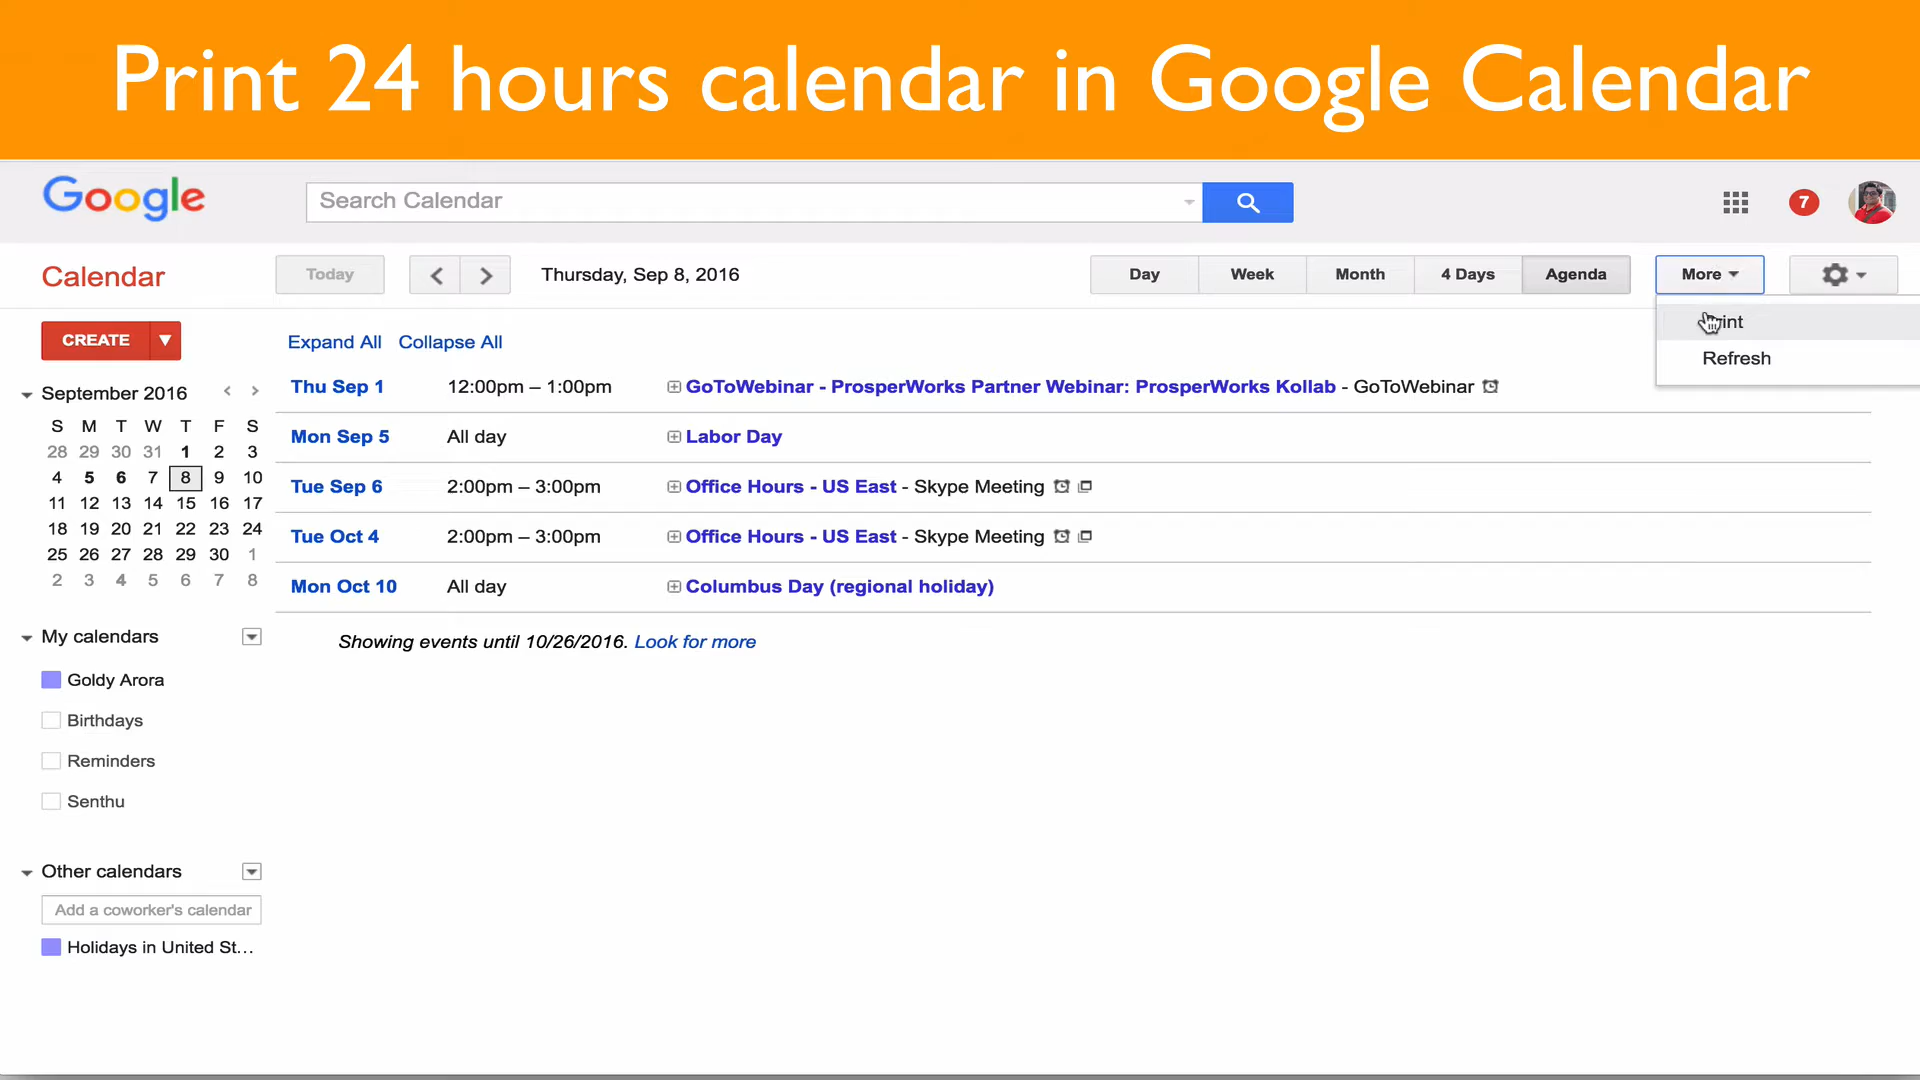 Print 24 hours calendar in Google Calendar
Google
Search Calendar
7
Calendar
Today
Thursday, Sep 8, 2016
Day
Week
Month
4 Days
Agenda
More
Refresh
CREATE
Expand All Collapse All
September 2016
S M T W T F S
28 29 30 31 1 2 3
4 5 6 7 8 9 10
11 12 13 14 15 16 17
18 19 20 21 22 23 24
25 26 27 28 29 30 1
2 3 4 5 6 7 8
Thu Sep 1 12:00pm – 1:00pm GoToWebinar - ProsperWorks Partner Webinar: ProsperWorks Kollab - GoToWebinar
Mon Sep 5 All day Labor Day
Tue Sep 6 2:00pm – 3:00pm Office Hours - US East - Skype Meeting
Tue Oct 4 2:00pm – 3:00pm Office Hours - US East - Skype Meeting
Mon Oct 10 All day Columbus Day (regional holiday)
Showing events until 10/26/2016. Look for more
My calendars
Goldy Arora
Birthdays
Reminders
Senthu
Other calendars
Add a coworker's calendar
Holidays in United St...